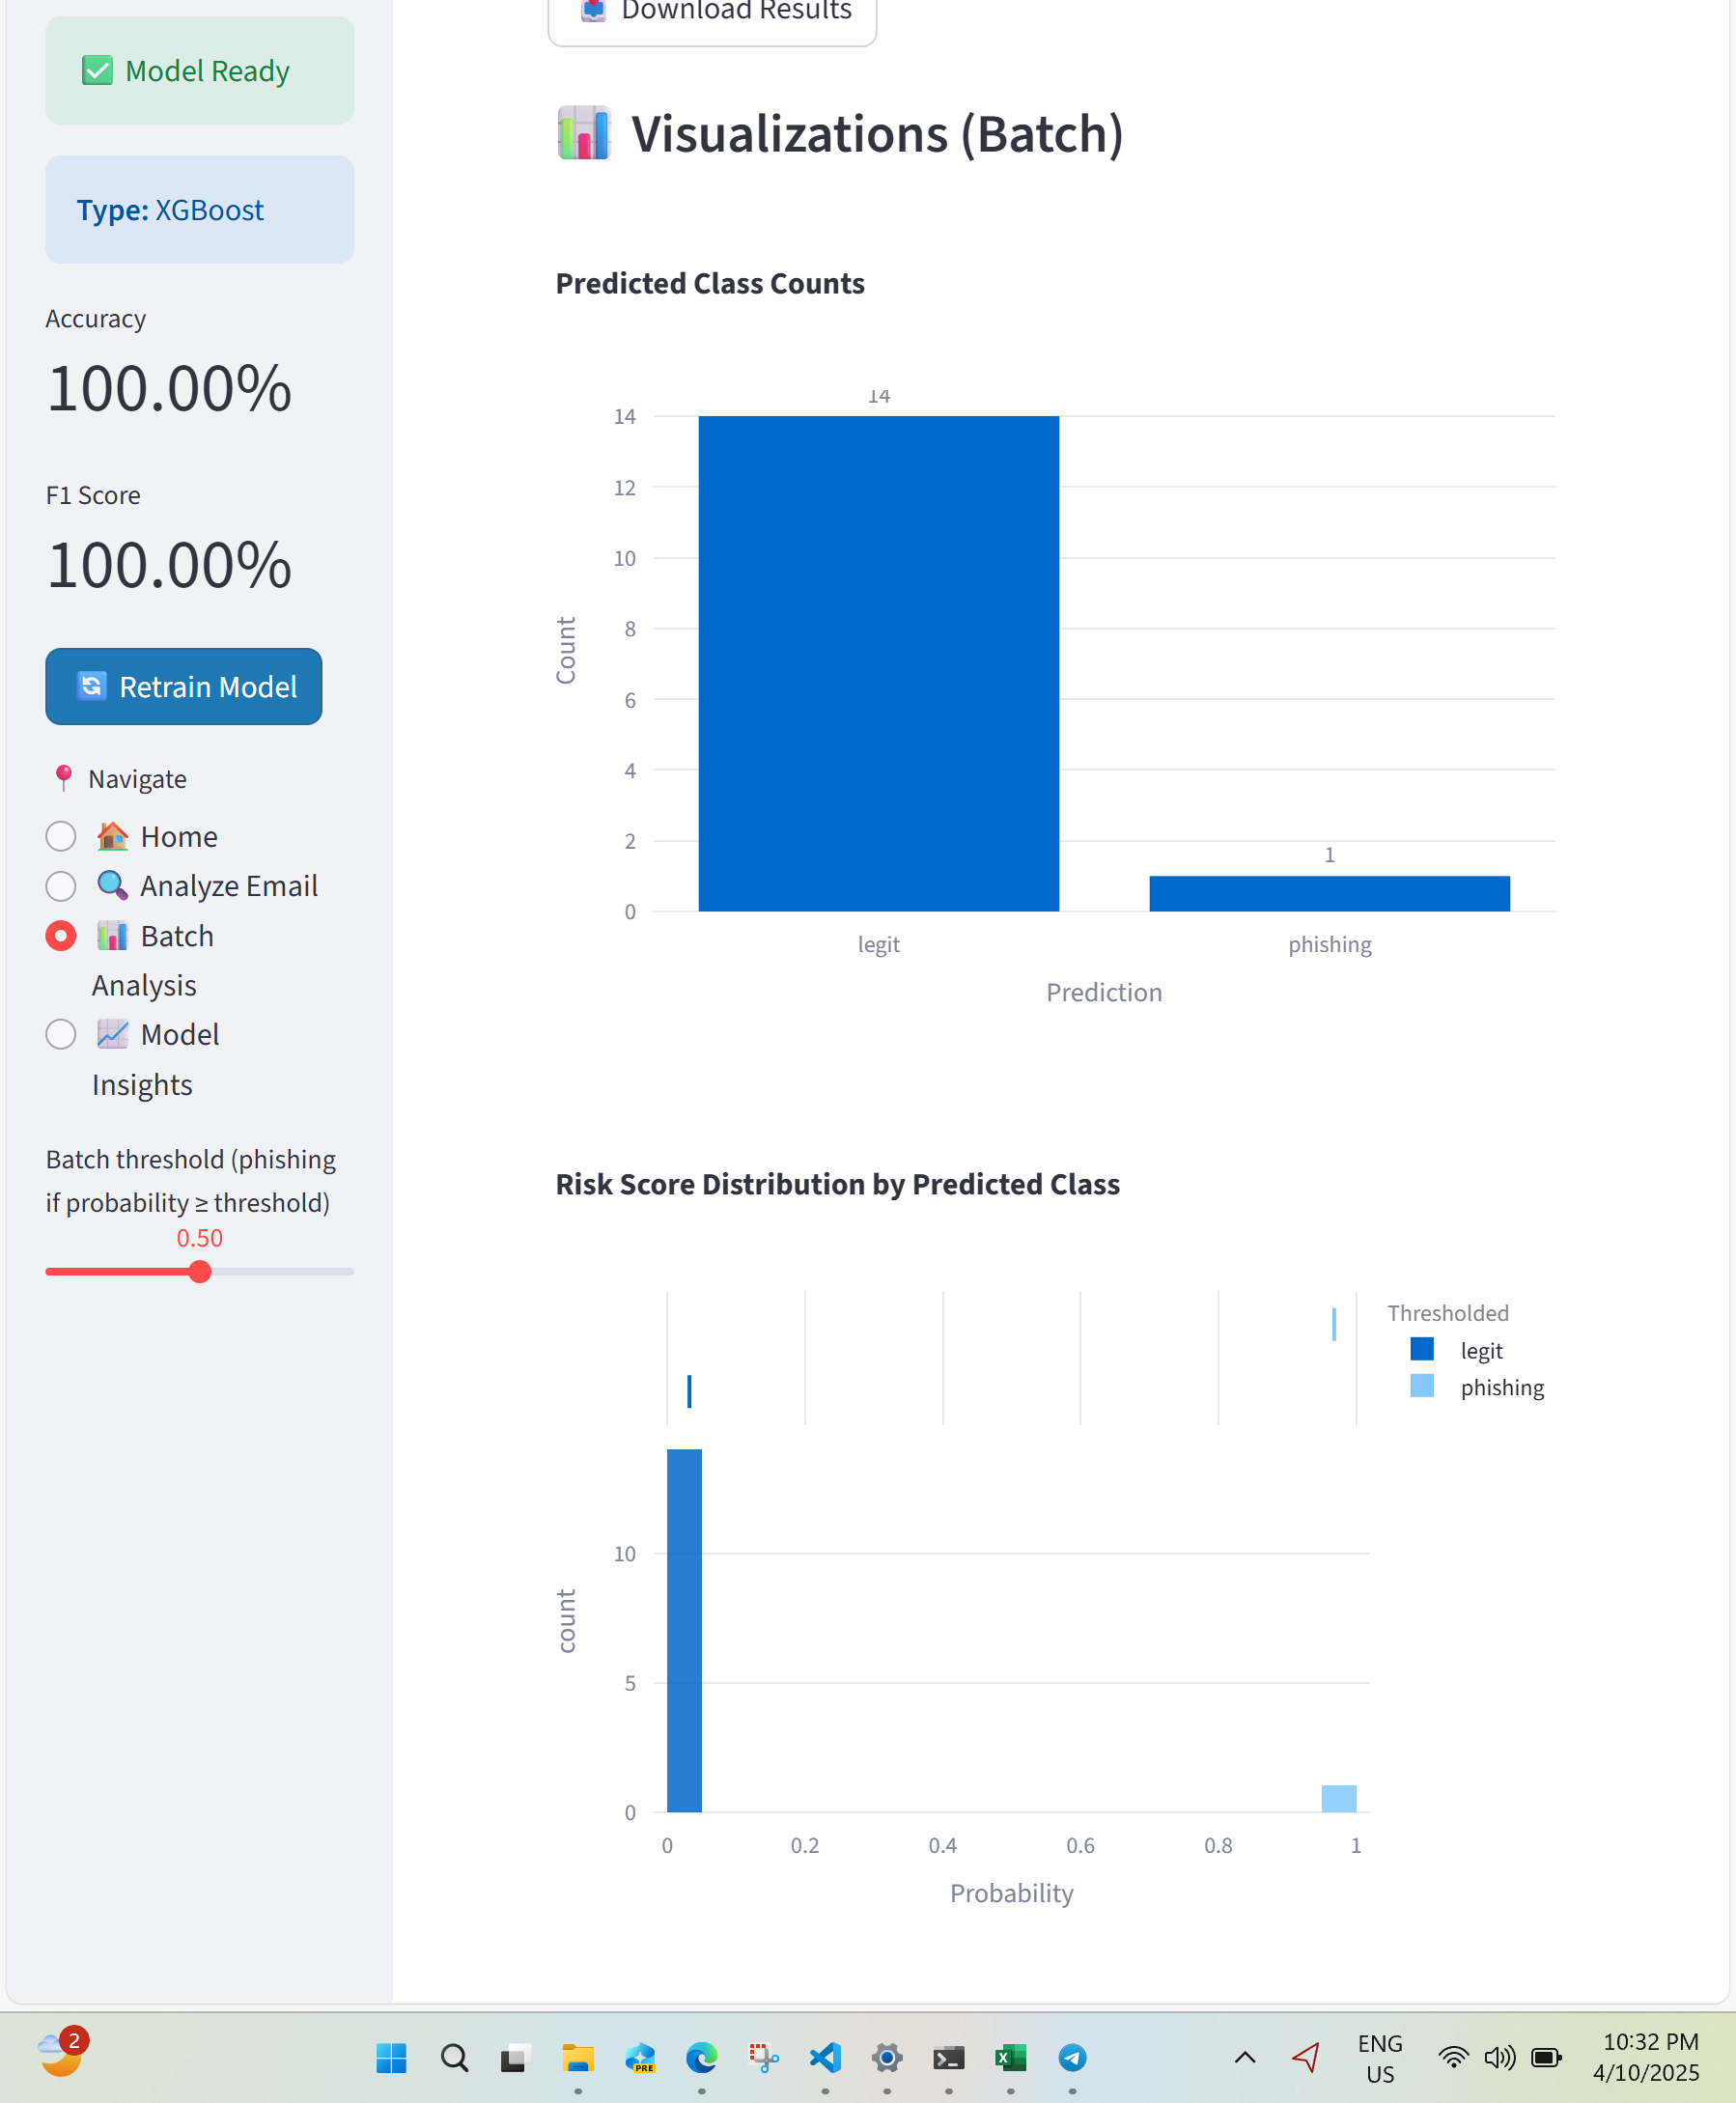 Model Ready
Type: XGBoost
Accuracy
100.00%
F1 Score
100.00%
Retrain Model
Navigate
Home
Analyze Email
Batch
Analysis
Model
Insights
Batch threshold (phishing
if probability ≥ threshold)
0.50
Download Results
Visualizations (Batch)
Predicted Class Counts
14
14
12
10
8
6
4
2
0
1
Count
legit
phishing
Prediction
Risk Score Distribution by Predicted Class
Thresholded
legit
phishing
10
5
0
count
0
0.2
0.4
0.6
0.8
1
Probability
2
PRE
ENG
US
10:32 PM
4/10/2025